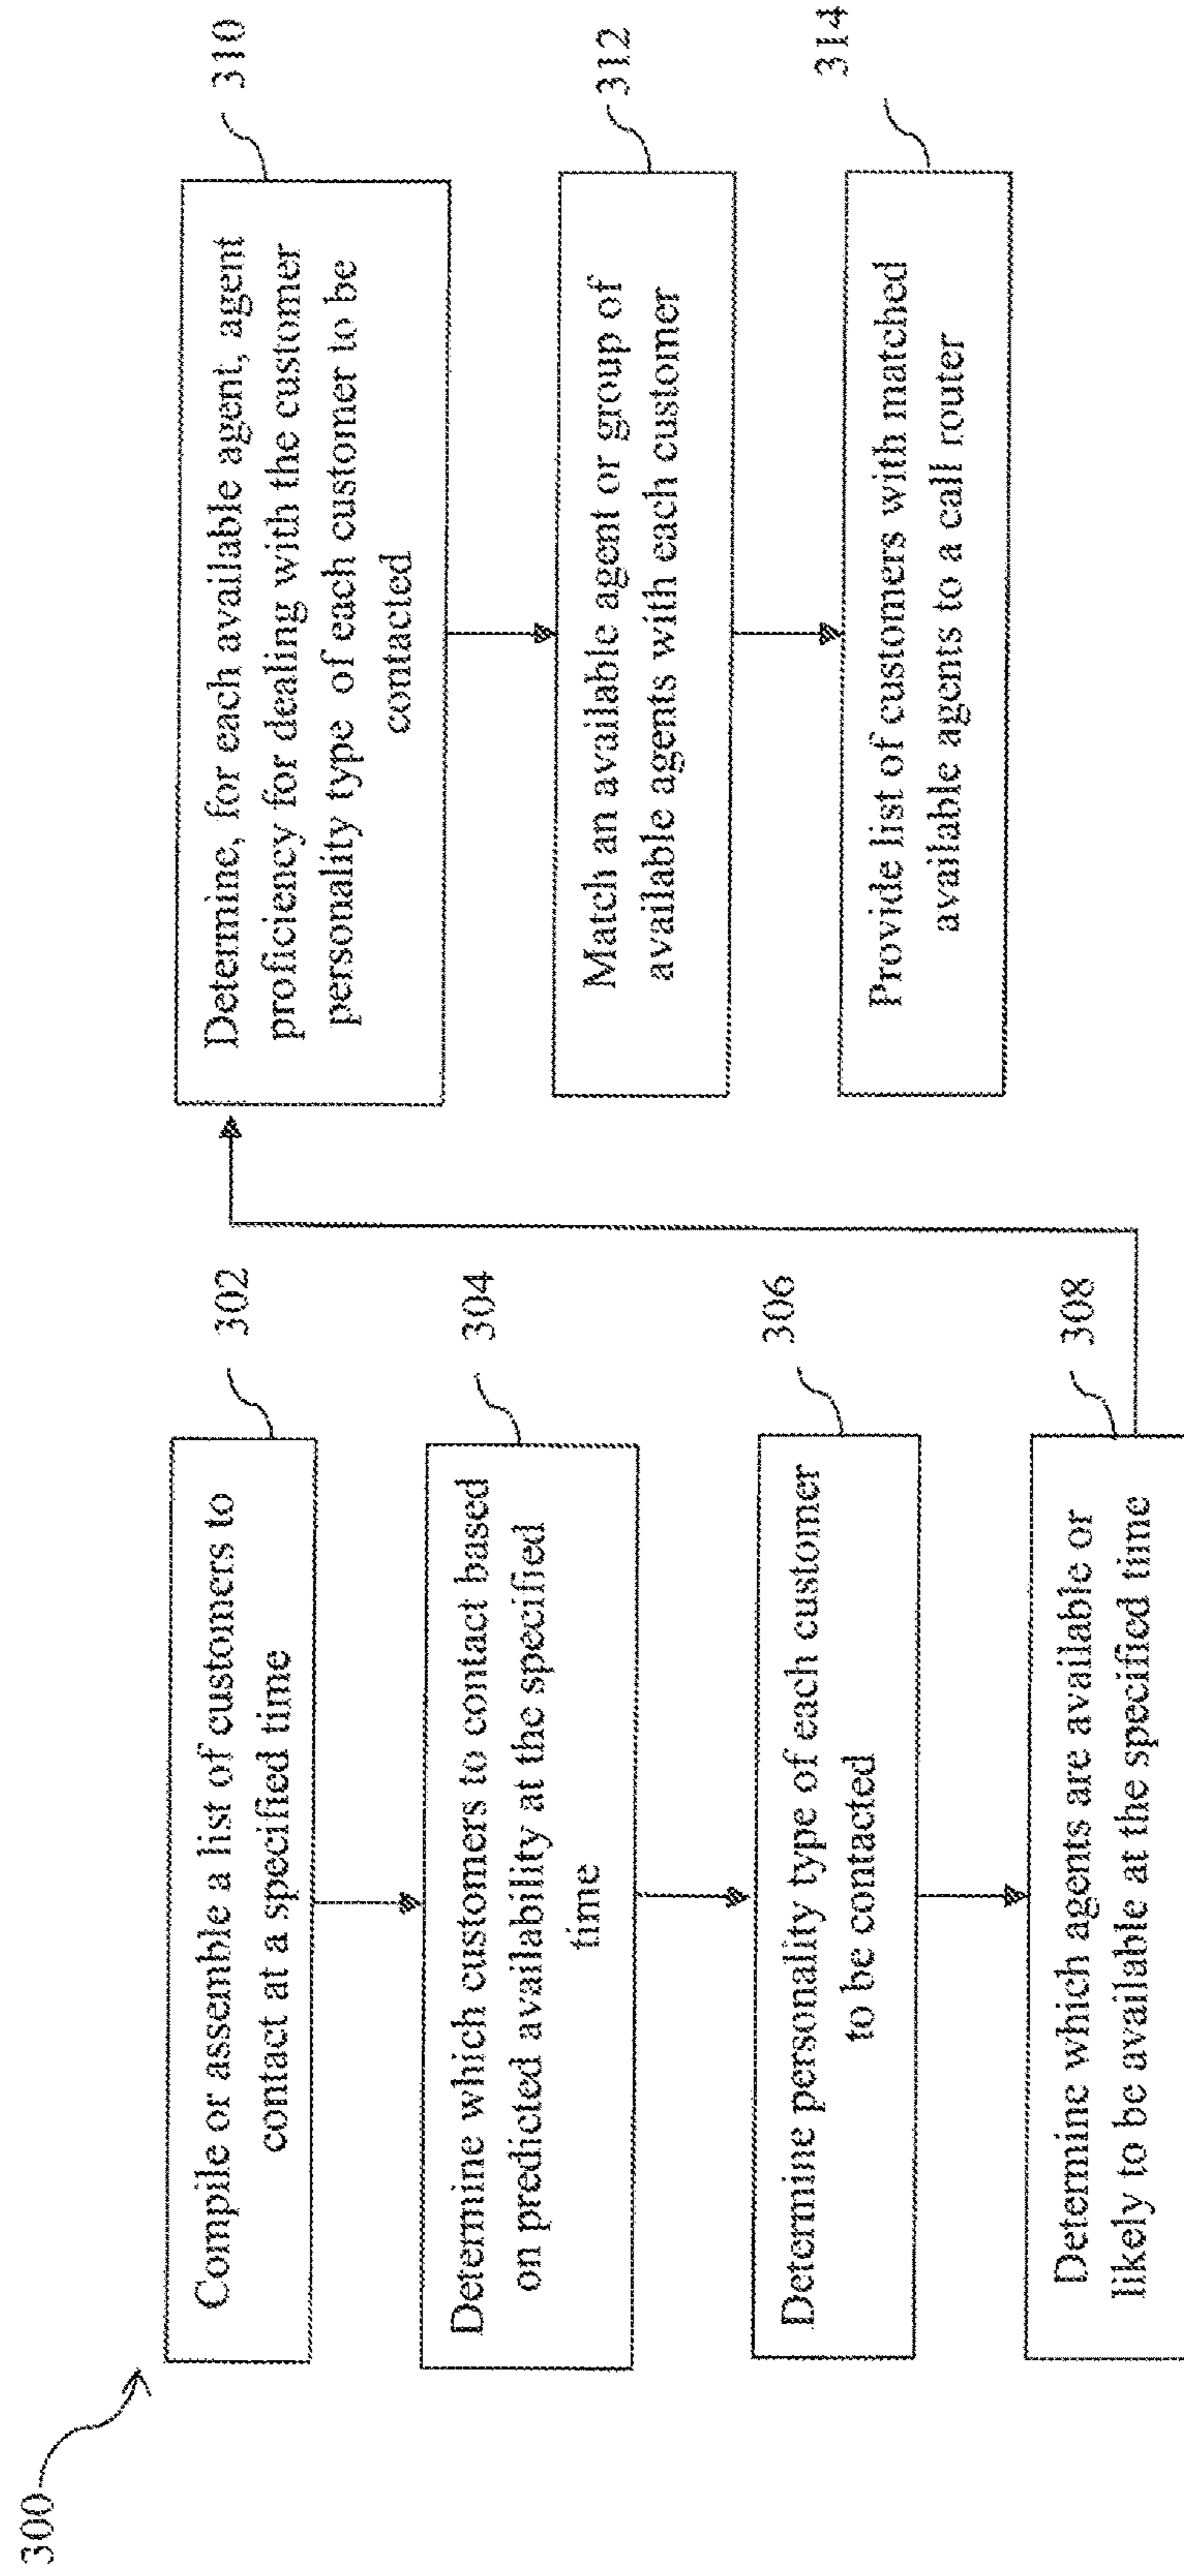 300
Compile or assemble a list of customers to
contact at a specified time
302
Determine which customers to contact based
on predicted availability at the specified
time
304
Determine personality type of each customer
to be contacted
306
Determine which agents are available or
likely to be available at the specified time
308
Determine, for each available agent, agent
proficiency for dealing with the customer
personality type of each customer to be
contacted
310
Match an available agent or group of
available agents with each customer
312
Provide list of customers with matched
available agents to a call router
314